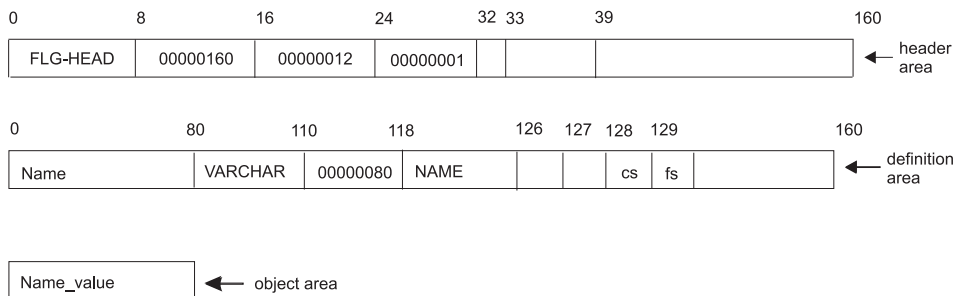 0 8 16 24 32 33 39 160
FLG-HEAD 00000160 00000012 00000001 header area
0 80 110 118 126 127 128 129 160
Name VARCHAR 00000080 NAME cs fs definition area
Name_value object area